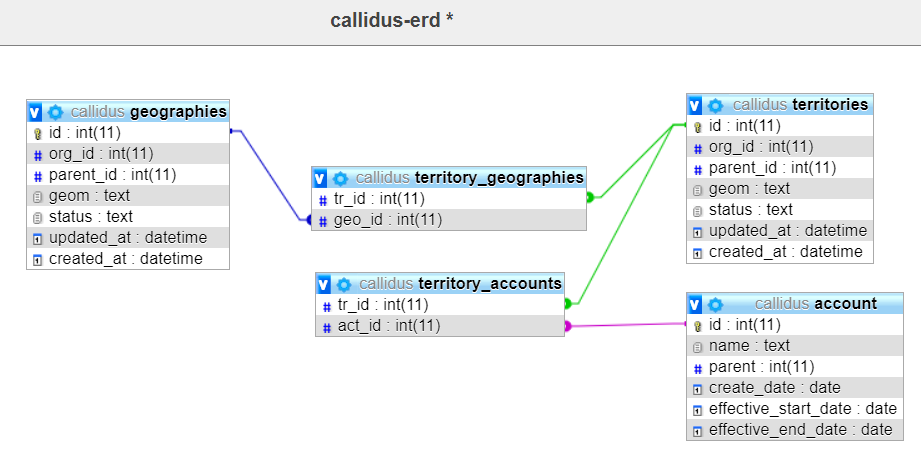 callidus-erd *
callidus geographies
id : int(11)
org_id : int(11)
parent_id : int(11)
geom : text
status : text
updated_at : datetime
created_at : datetime
callidus territory_geographies
tr_id : int(11)
geo_id : int(11)
callidus territory_accounts
tr_id : int(11)
act_id : int(11)
callidus territories
id : int(11)
org_id : int(11)
parent_id : int(11)
geom : text
status : text
updated_at : datetime
created_at : datetime
callidus account
id : int(11)
name : text
parent : int(11)
create_date : date
effective_start_date : date
effective_end_date : date